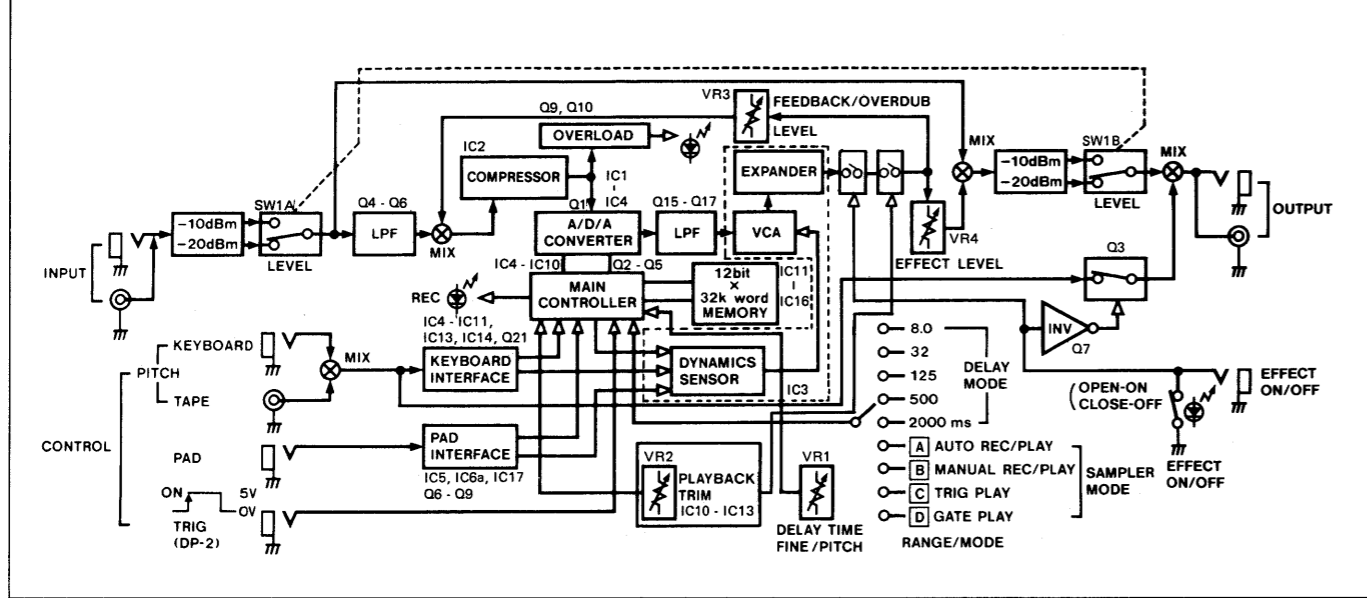 VR3
FEEDBACK/OVERDUB
LEVEL
Q9, Q10
OVERLOAD
IC2
COMPRESSOR
IC1
IC4
EXPANDER
MIX
-10dBm
-20dBm
SW1B
LEVEL
MIX
OUTPUT
INPUT
-10dBm
-20dBm
SW1A
LEVEL
Q4 - Q6
LPF
MIX
Q1
A/D/A
CONVERTER
Q15 - Q17
LPF
VCA
VR4
EFFECT LEVEL
Q3
IC4 - IC10
Q2 - Q5
REC
MAIN
CONTROLLER
12bit
×
32k word
MEMORY
IC11
IC16
INV
Q7
IC4 - IC11,
IC13, IC14, Q21
KEYBOARD
INTERFACE
DYNAMICS
SENSOR
IC3
CONTROL
PITCH
KEYBOARD
TAPE
MIX
PAD
PAD
INTERFACE
IC5, IC6a, IC17
Q6 - Q9
ON
5V
0V
TRIG
(DP-2)
VR2
PLAYBACK
TRIM
IC10 - IC13
VR1
DELAY TIME
FINE/PITCH
8.0
32
125
500
2000 ms
DELAY
MODE
A AUTO REC/PLAY
B MANUAL REC/PLAY
C TRIG PLAY
D GATE PLAY
SAMPLER
MODE
RANGE/MODE
(OPEN-ON
CLOSE-OFF
EFFECT
ON/OFF
EFFECT
ON/OFF